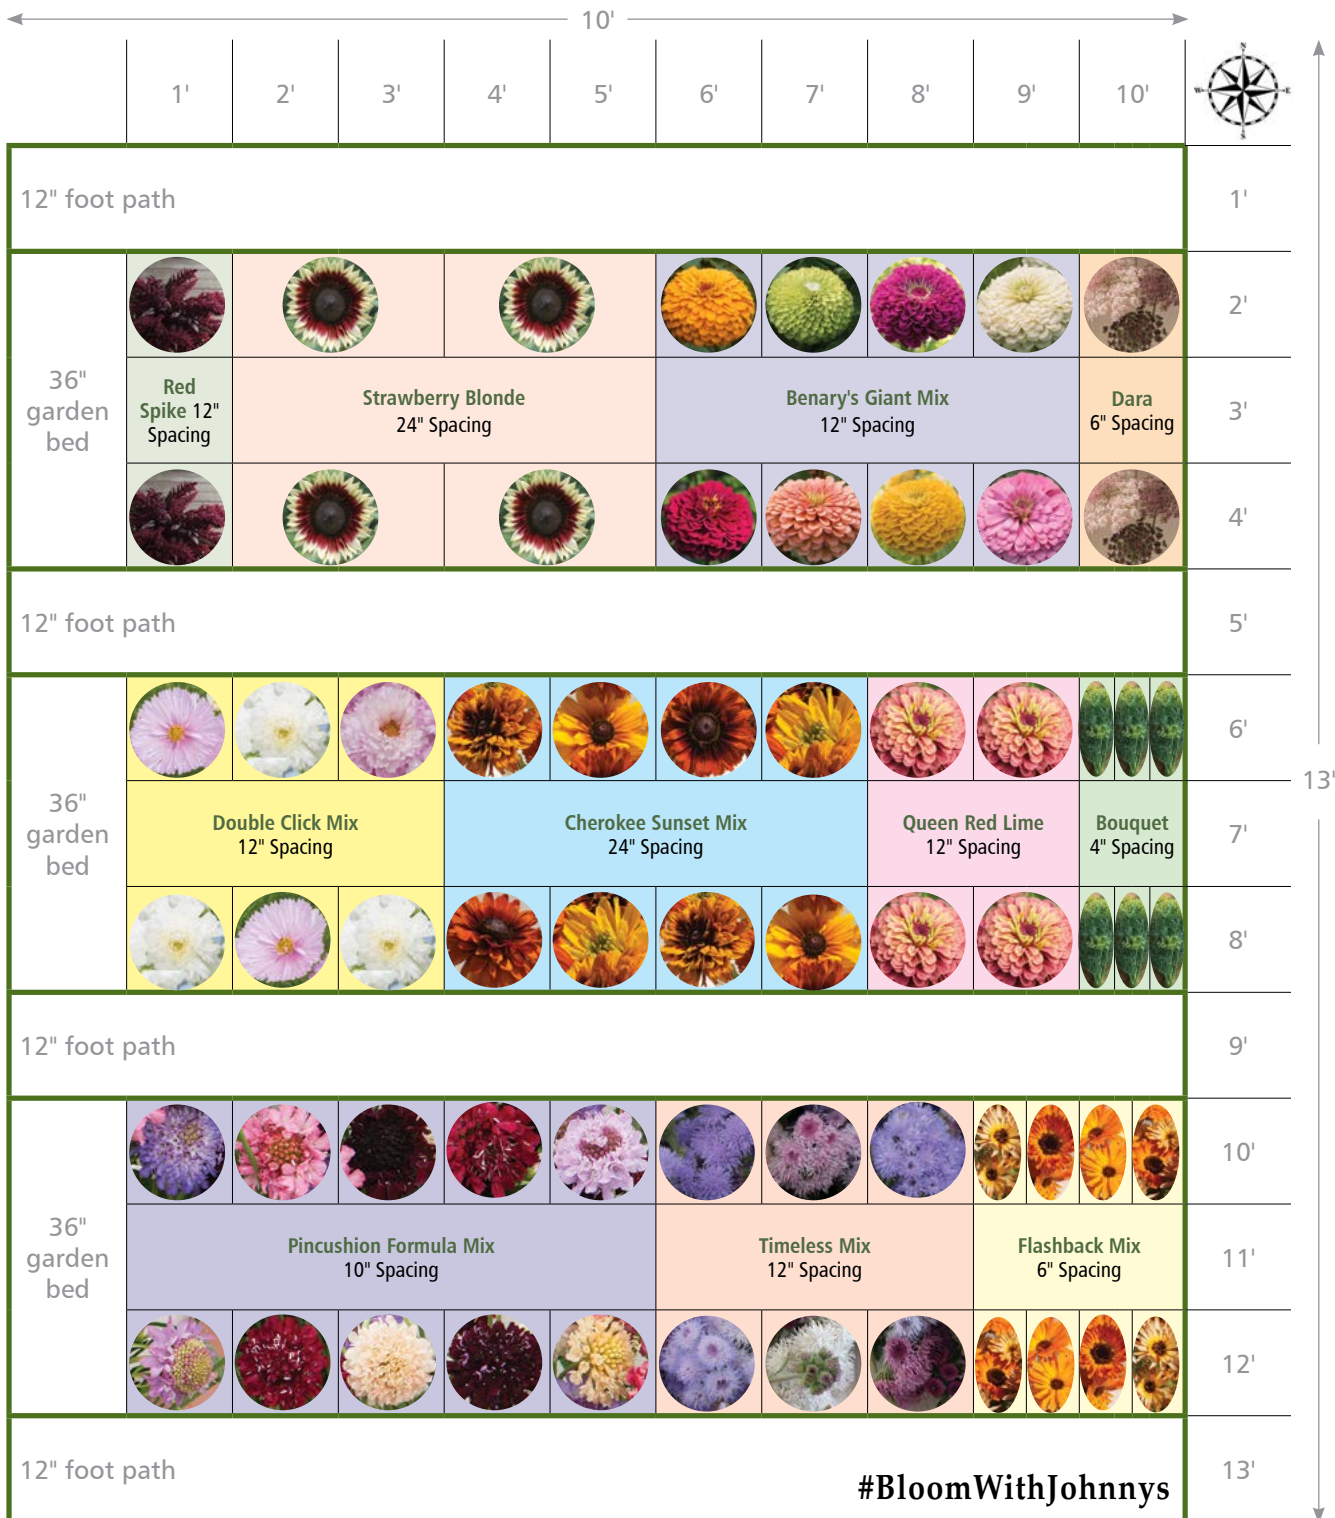 10'
1' 2' 3' 4' 5' 6' 7' 8' 9' 10'
N
W E
S
12" foot path
1'
2'
36"
garden
bed
Red
Spike 12"
Spacing
Strawberry Blonde
24" Spacing
Benary's Giant Mix
12" Spacing
Dara
6" Spacing
3'
4'
12" foot path
5'
6'
36"
garden
bed
Double Click Mix
12" Spacing
Cherokee Sunset Mix
24" Spacing
Queen Red Lime
12" Spacing
Bouquet
4" Spacing
7'
13'
8'
12" foot path
9'
10'
36"
garden
bed
Pincushion Formula Mix
10" Spacing
Timeless Mix
12" Spacing
Flashback Mix
6" Spacing
11'
12'
12" foot path
#BloomWithJohnnys
13'